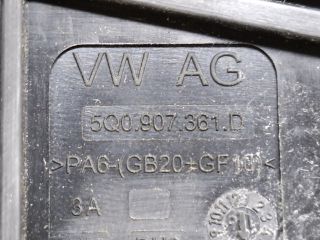 VW AG
5Q0.907.361.D
>PA6-(GB20+GF10)<
3A